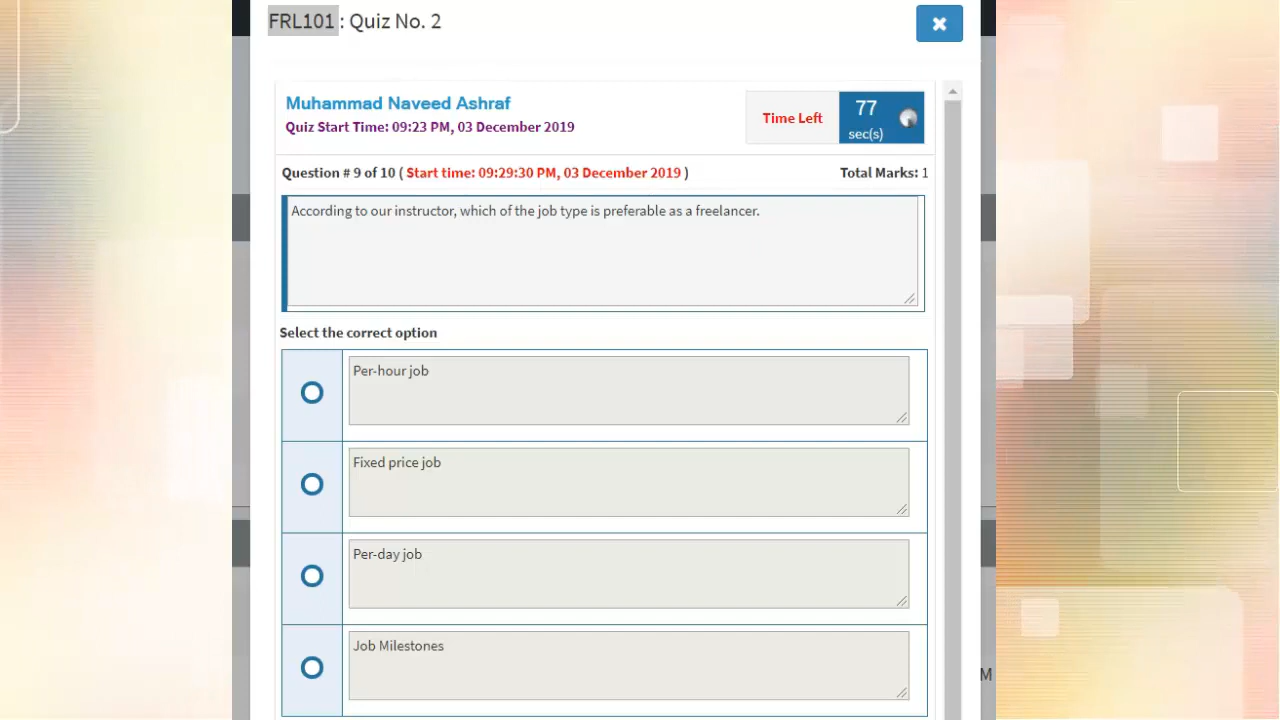 FRL101 : Quiz No. 2
Muhammad Naveed Ashraf
Quiz Start Time: 09:23 PM, 03 December 2019
Time Left
77
sec(s)
Question # 9 of 10 ( Start time: 09:29:30 PM, 03 December 2019 )
Total Marks: 1
According to our instructor, which of the job type is preferable as a freelancer.
Select the correct option
Per-hour job
Fixed price job
Per-day job
Job Milestones
M